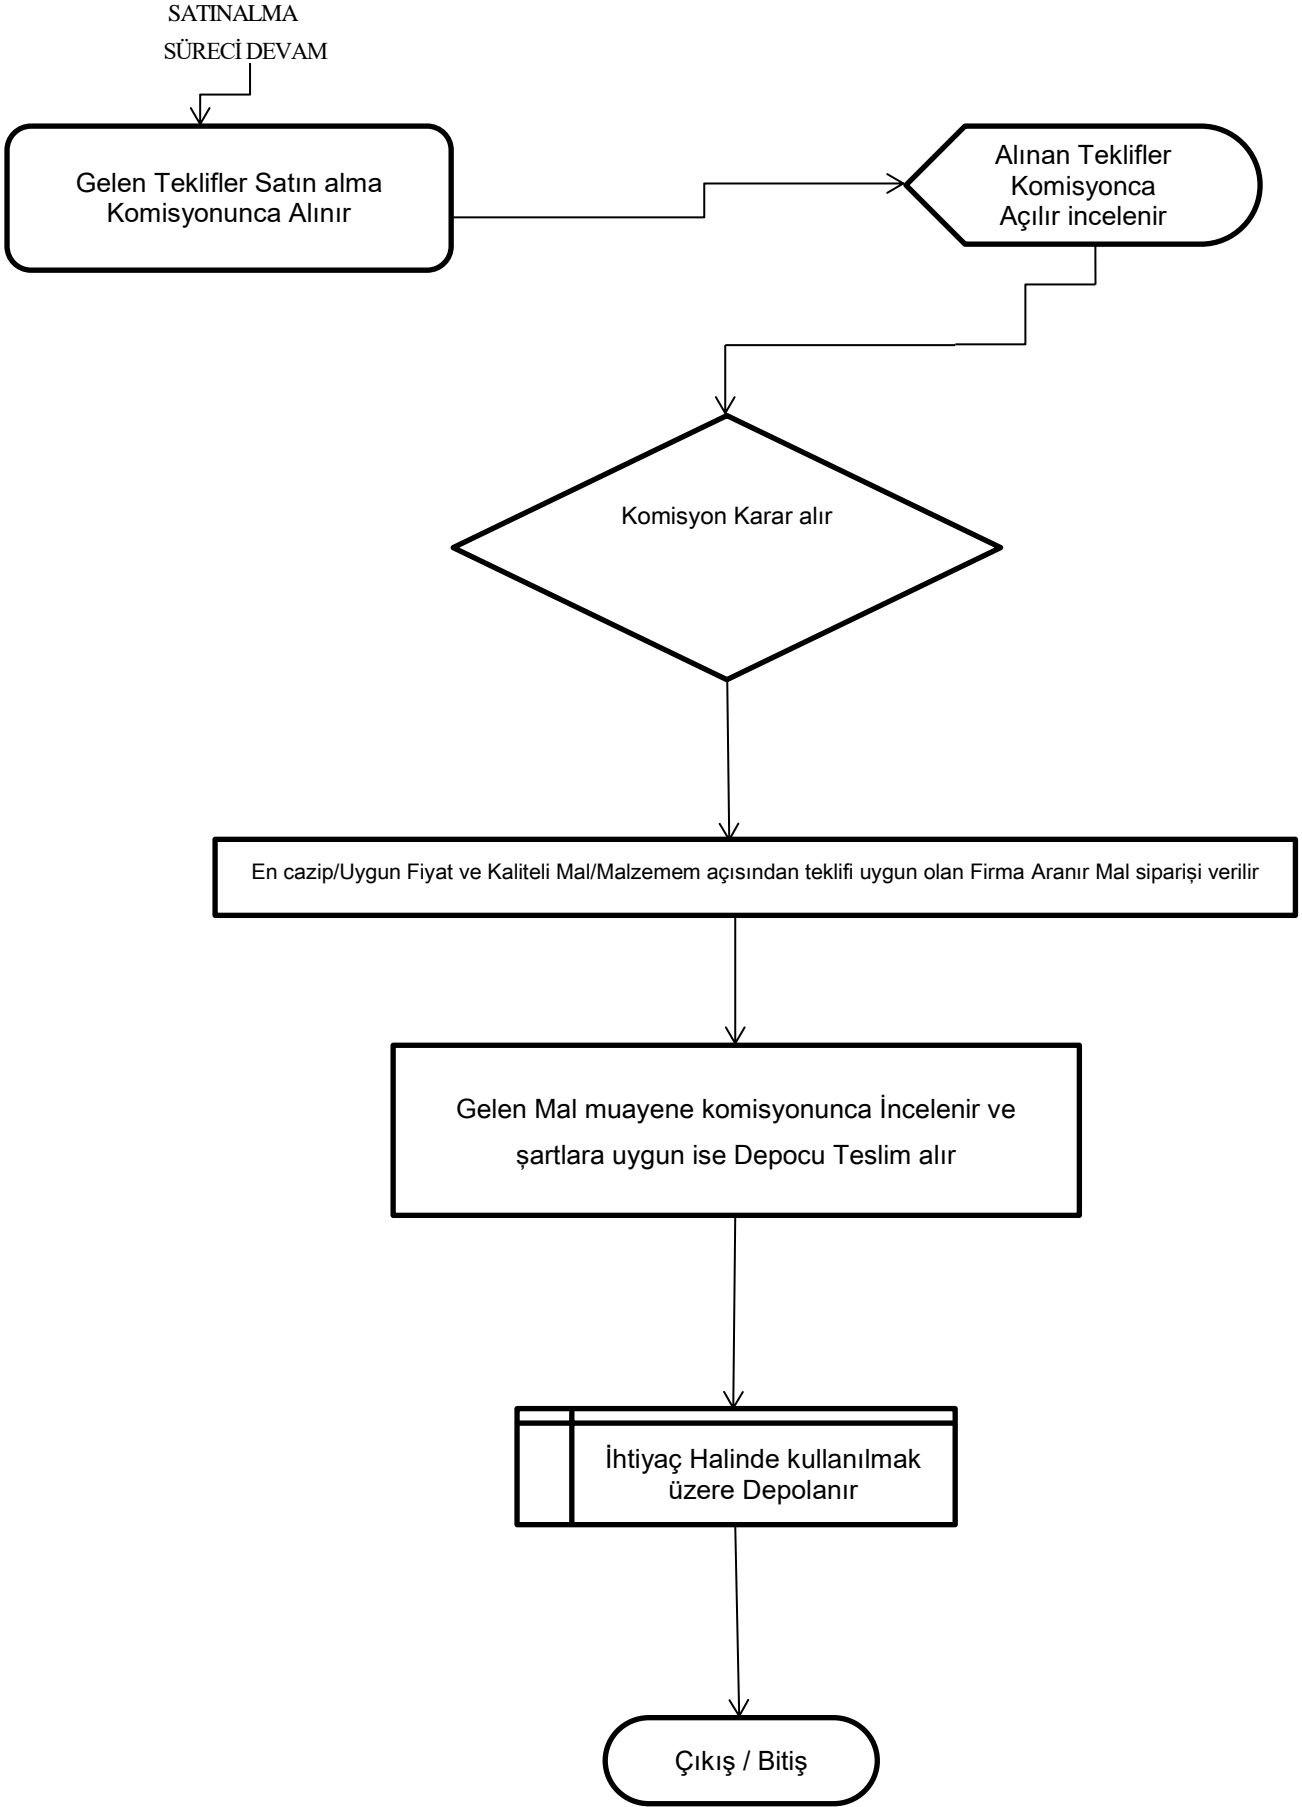 SATINALMA
SÜRECİ DEVAM
Gelen Teklifler Satın alma
Komisyonunca Alınır
Alınan Teklifler
Komisyonca
Açılır incelenir
Komisyon Karar alır
En cazip/Uygun Fiyat ve Kaliteli Mal/Malzemem açısından teklifi uygun olan Firma Aranır Mal siparişi verilir
Gelen Mal muayene komisyonunca İncelenir ve
şartlara uygun ise Depocu Teslim alır
İhtiyaç Halinde kullanılmak
üzere Depolanır
Çıkış / Bitiş